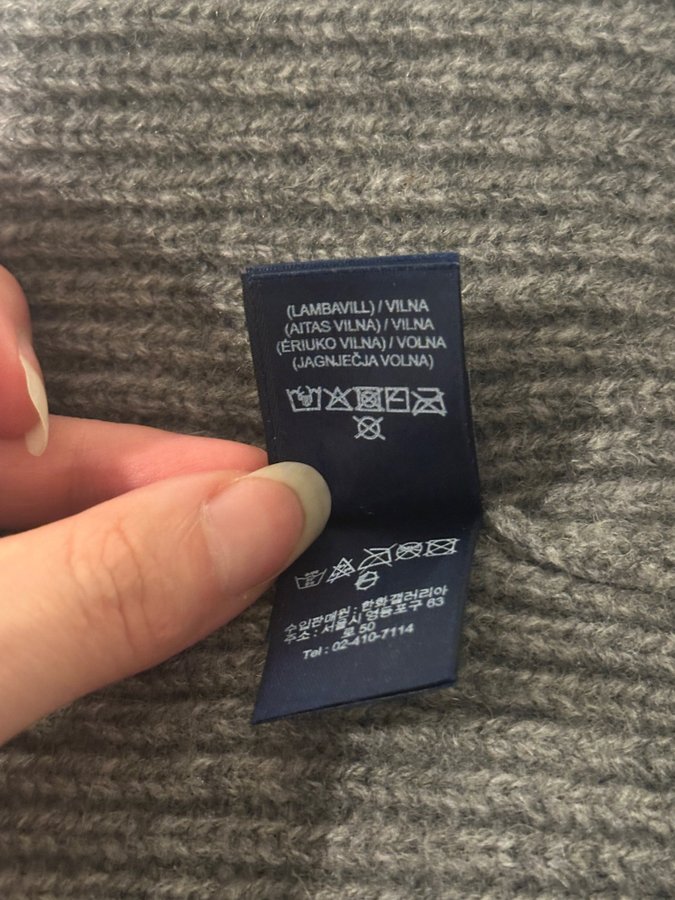 (LAMBAVILL) / VILNA
(AITAS VILNA) / VILNA
(ĖRIUKO VILNA) / VOLNA
(JAGNJEČJA VOLNA)
수입판매원 : 한화갤러리아
주소 : 서울시 영등포구 63
로 50
Tel : 02-410-7114